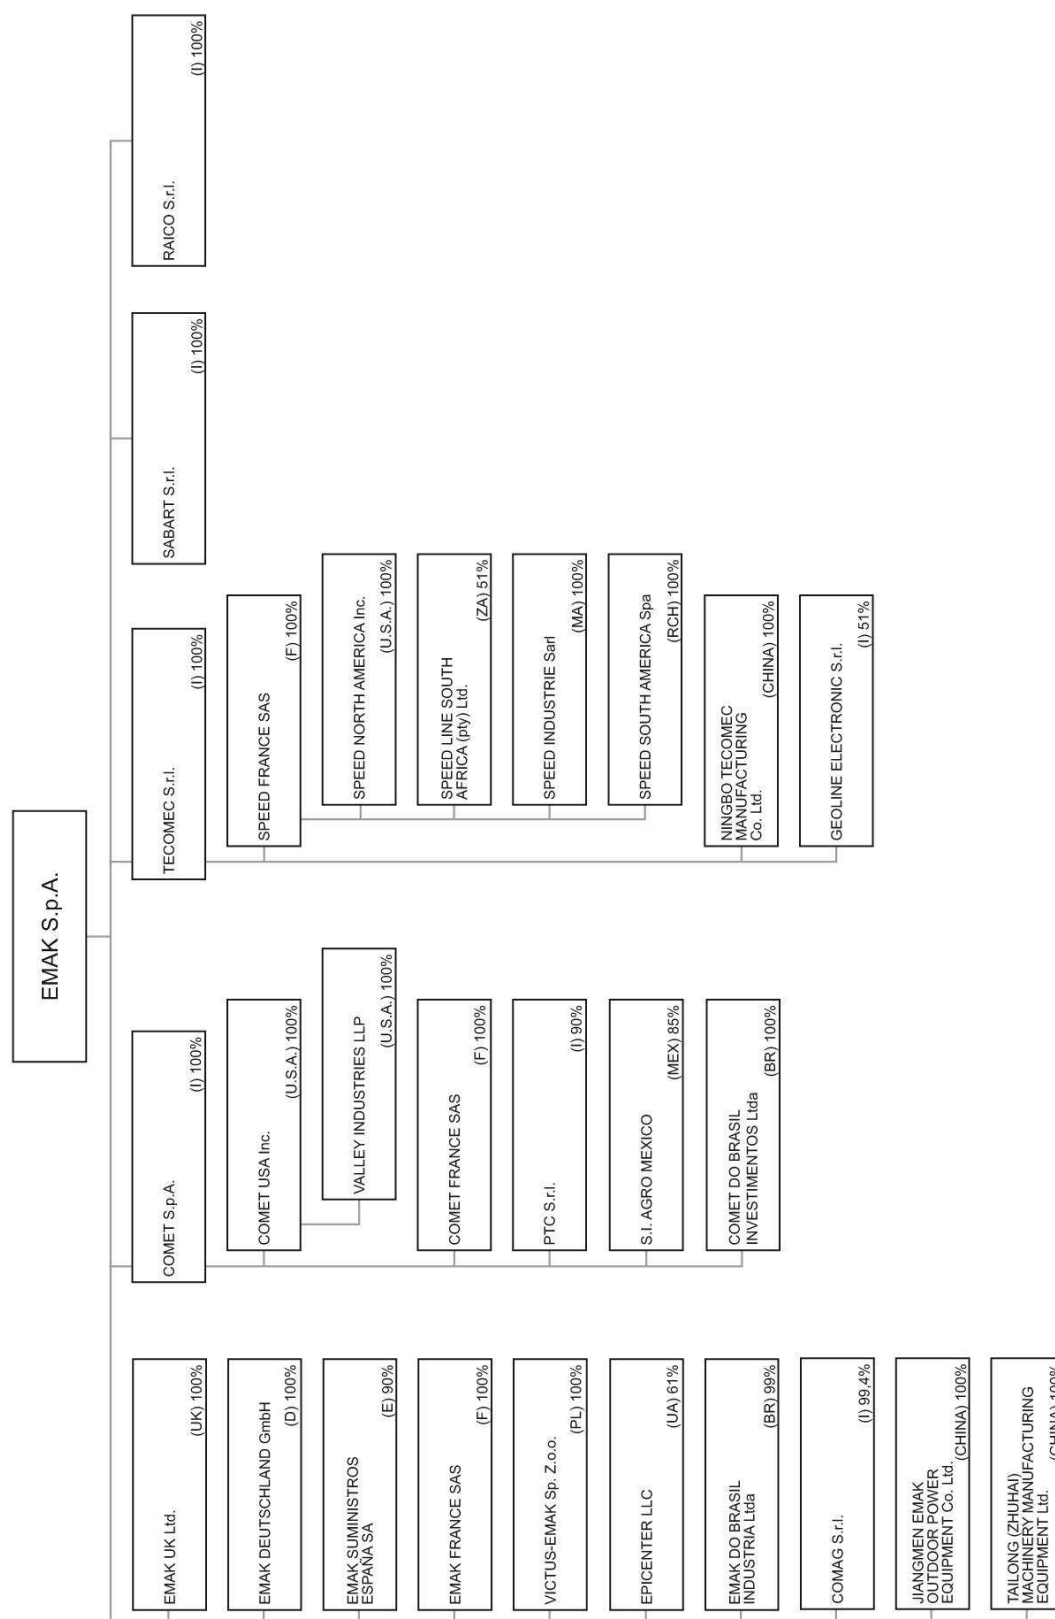 EMAK S.p.A.
EMAK UK Ltd.
(UK) 100%
EMAK DEUTSCHLAND GmbH
(D) 100%
EMAK SUMINISTROS
ESPAÑA SA
(E) 90%
EMAK FRANCE SAS
(F) 100%
VICTUS-EMAK Sp. Z.o.o.
(PL) 100%
EPICENTER LLC
(UA) 61%
EMAK DO BRASIL
INDUSTRIA Ltda
(BR) 99%
COMAG S.r.l.
(I) 99,4%
JIANGMEN EMAK
OUTDOOR POWER
EQUIPMENT Co. Ltd.
(CHINA) 100%
TAILONG (ZHUHAI)
MACHINERY MANUFACTURING
EQUIPMENT Ltd.
(CHINA) 100%
COMET S.p.A.
(I) 100%
COMET USA Inc.
(U.S.A.) 100%
VALLEY INDUSTRIES LLP
(U.S.A.) 100%
COMET FRANCE SAS
(F) 100%
PTC S.r.l.
(I) 90%
S.I. AGRO MEXICO
(MEX) 85%
COMET DO BRASIL
INVESTIMENTOS Ltda
(BR) 100%
TECOMEC S.r.l.
(I) 100%
SPEED FRANCE SAS
(F) 100%
SPEED NORTH AMERICA Inc.
(U.S.A.) 100%
SPEED LINE SOUTH
AFRICA (pty) Ltd.
(ZA) 51%
SPEED INDUSTRIE Sarl
(MA) 100%
SPEED SOUTH AMERICA Spa
(RCH) 100%
NINGBO TECOMEC
MANUFACTURING
Co. Ltd.
(CHINA) 100%
GEOLINE ELECTRONIC S.r.l.
(I) 51%
SABART S.r.l.
(I) 100%
RAICO S.r.l.
(I) 100%